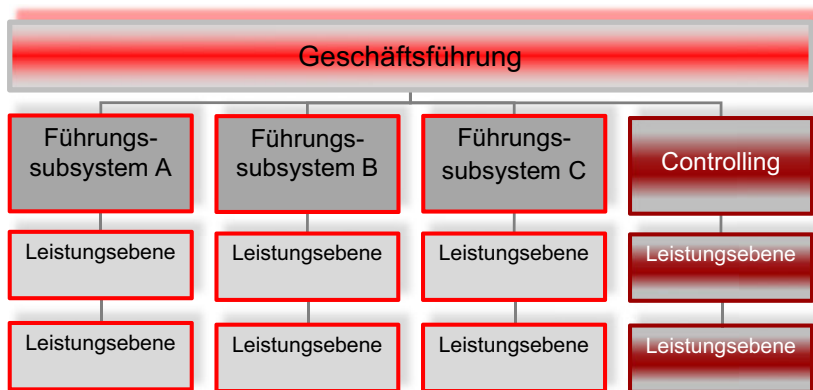 Geschäftsführung
Führungs-
subsystem A
Führungs-
subsystem B
Führungs-
subsystem C
Controlling
Leistungsebene
Leistungsebene
Leistungsebene
Leistungsebene
Leistungsebene
Leistungsebene
Leistungsebene
Leistungsebene